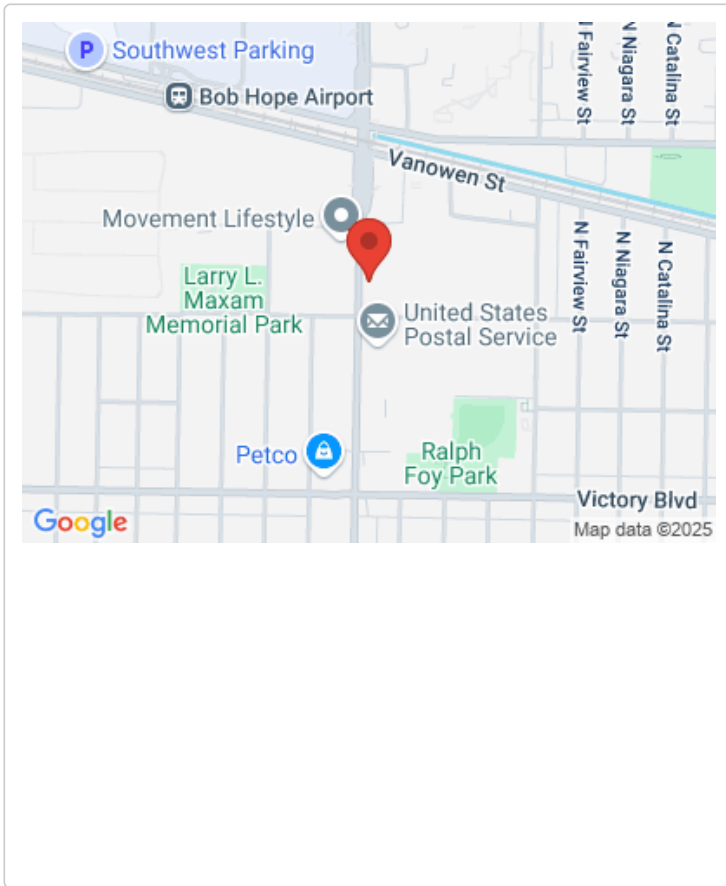 P Southwest Parking
Bob Hope Airport
N Fairview St
N Niagara St
N Catalina St
Vanowen St
Movement Lifestyle
Larry L.
Maxam
Memorial Park
United States
Postal Service
N Fairview St
N Niagara St
N Catalina St
Petco
Ralph
Foy Park
Victory Blvd
Google
Map data ©2025